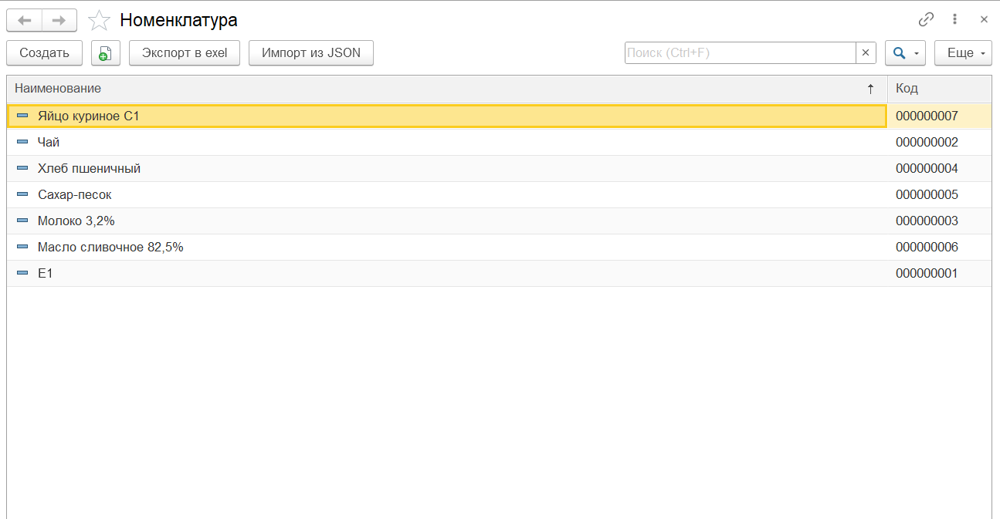 Номенклатура
Создать Экспорт в exel Импорт из JSON Поиск (Ctrl+F) × Еще
Наименование ↑ Код
Яйцо куриное С1 000000007
Чай 000000002
Хлеб пшеничный 000000004
Сахар-песок 000000005
Молоко 3,2% 000000003
Масло сливочное 82,5% 000000006
Е1 000000001